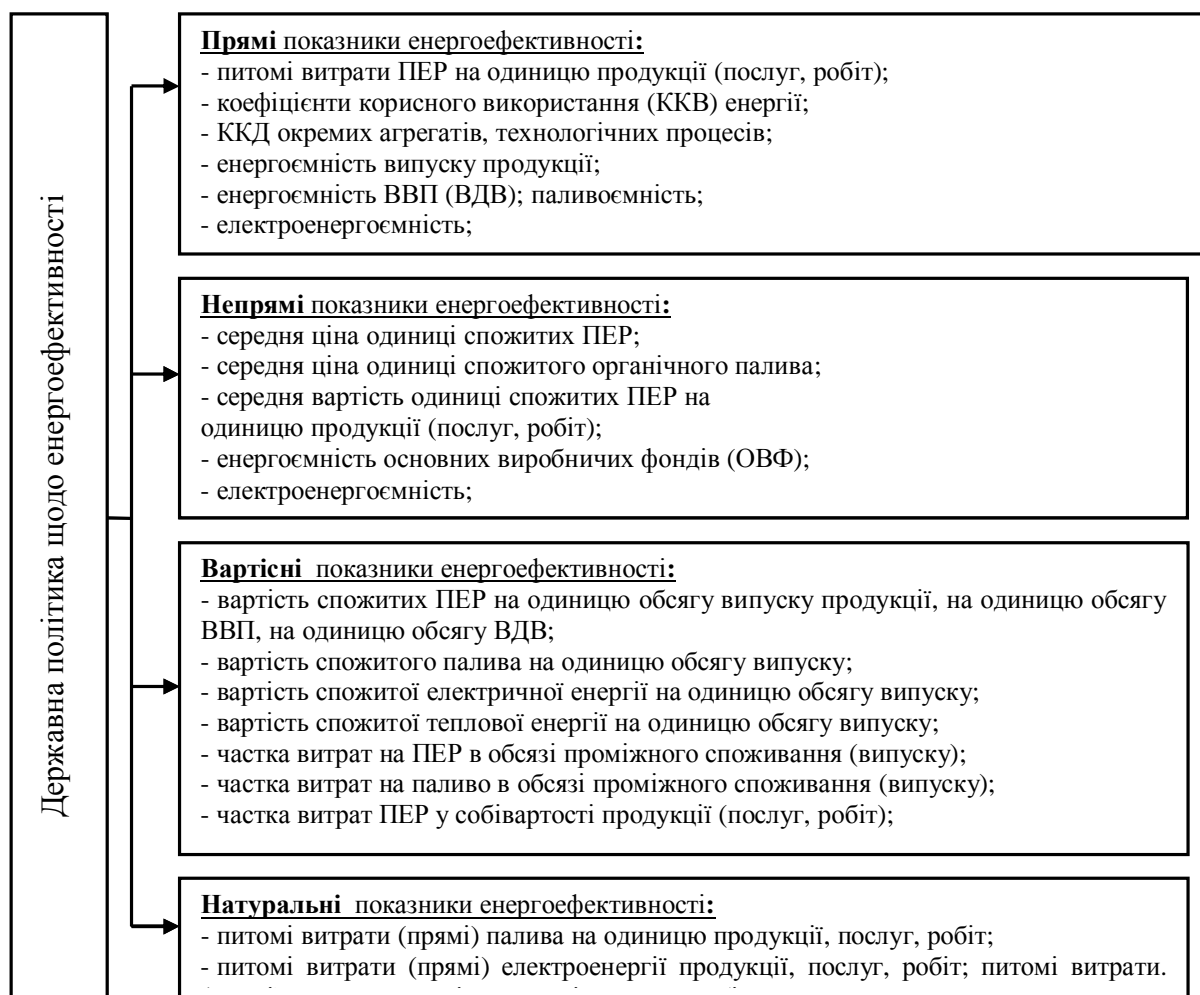 Державна політика щодо енергоефективності
Прямі показники енергоефективності:
- питомі витрати ПЕР на одиницю продукції (послуг, робіт);
- коефіцієнти корисного використання (ККВ) енергії;
- ККД окремих агрегатів, технологічних процесів;
- енергоємність випуску продукції;
- енергоємність ВВП (ВДВ); паливоємність;
- електроенергоємність;
Непрямі показники енергоефективності:
- середня ціна одиниці спожитих ПЕР;
- середня ціна одиниці спожитого органічного палива;
- середня вартість одиниці спожитих ПЕР на
одиницю продукції (послуг, робіт);
- енергоємність основних виробничих фондів (ОВФ);
- електроенергоємність;
Вартісні показники енергоефективності:
- вартість спожитих ПЕР на одиницю обсягу випуску продукції, на одиницю обсягу
ВВП, на одиницю обсягу ВДВ;
- вартість спожитого палива на одиницю обсягу випуску;
- вартість спожитої електричної енергії на одиницю обсягу випуску;
- вартість спожитої теплової енергії на одиницю обсягу випуску;
- частка витрат на ПЕР в обсязі проміжного споживання (випуску);
- частка витрат на паливо в обсязі проміжного споживання (випуску);
- частка витрат ПЕР у собівартості продукції (послуг, робіт);
Натуральні показники енергоефективності:
- питомі витрати (прямі) палива на одиницю продукції, послуг, робіт;
- питомі витрати (прямі) електроенергії продукції, послуг, робіт; питомі витрати.